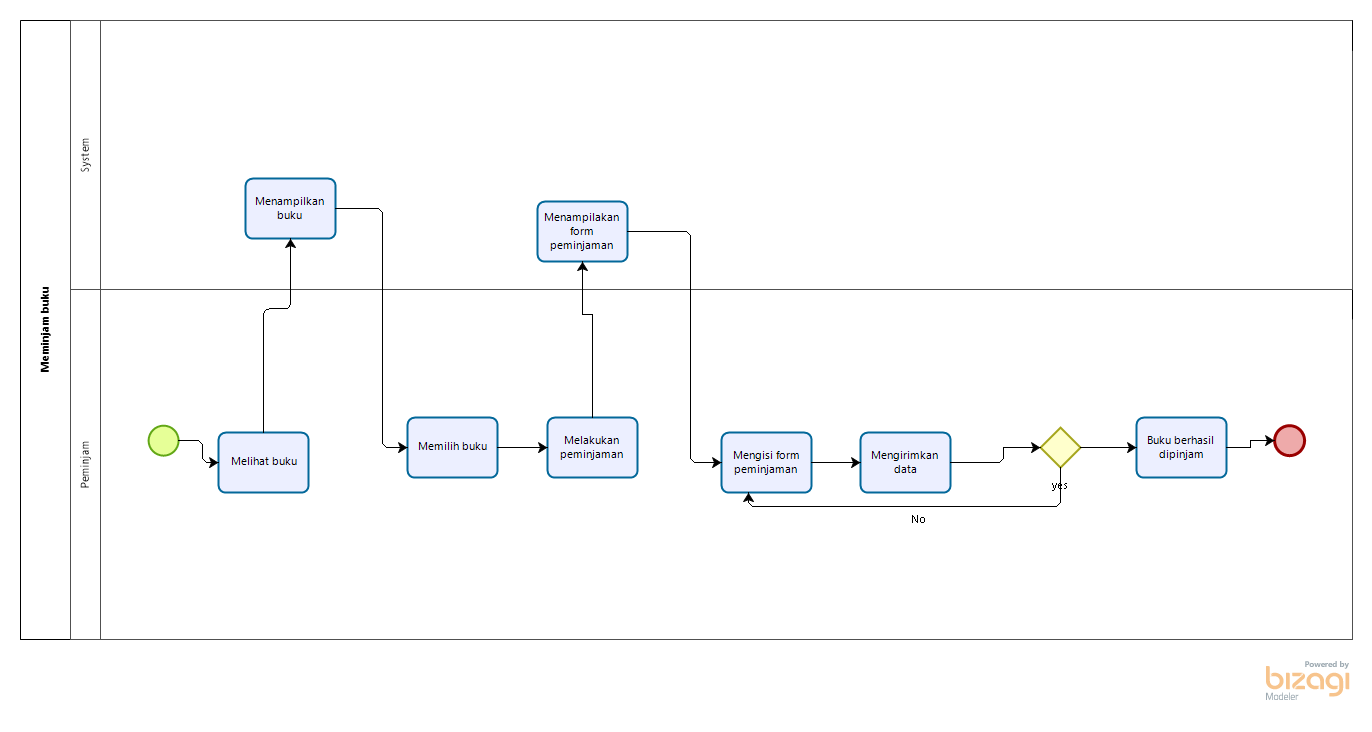 Meminjam buku
System
Menampilkan
buku
Menampilakan
form
peminjaman
Peminjam
Melihat buku
Memilih buku
Melakukan
peminjaman
Mengisi form
peminjaman
Mengirimkan
data
yes
No
Buku berhasil
dipinjam
Powered by
bizagi
Modeler